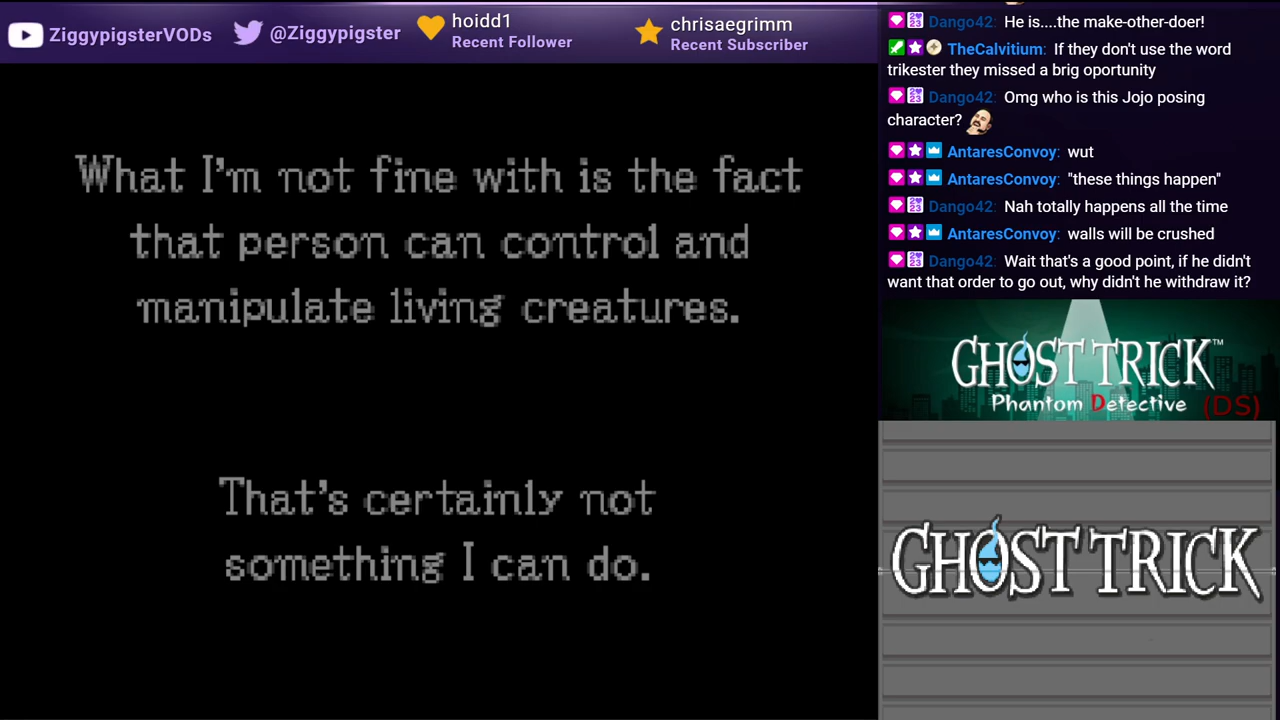 ZiggypigsterVODs
@Ziggypigster
hoidd1
Recent Follower
chrisaegrimm
Recent Subscriber
What I'm not fine with is the fact
that person can control and
manipulate living creatures.
That's certainly not
something I can do.
Dango42: He is....the make-other-doer!
TheCalvitium: If they don't use the word
trikester they missed a brig oportunity
Dango42: Omg who is this Jojo posing
character?
AntaresConvoy: wut
AntaresConvoy: "these things happen"
Dango42: Nah totally happens all the time
AntaresConvoy: walls will be crushed
Dango42: Wait that's a good point, if he didn't
want that order to go out, why didn't he withdraw it?
GHOST TRICK™
Phantom Detective (DS)
GHOST TRICK